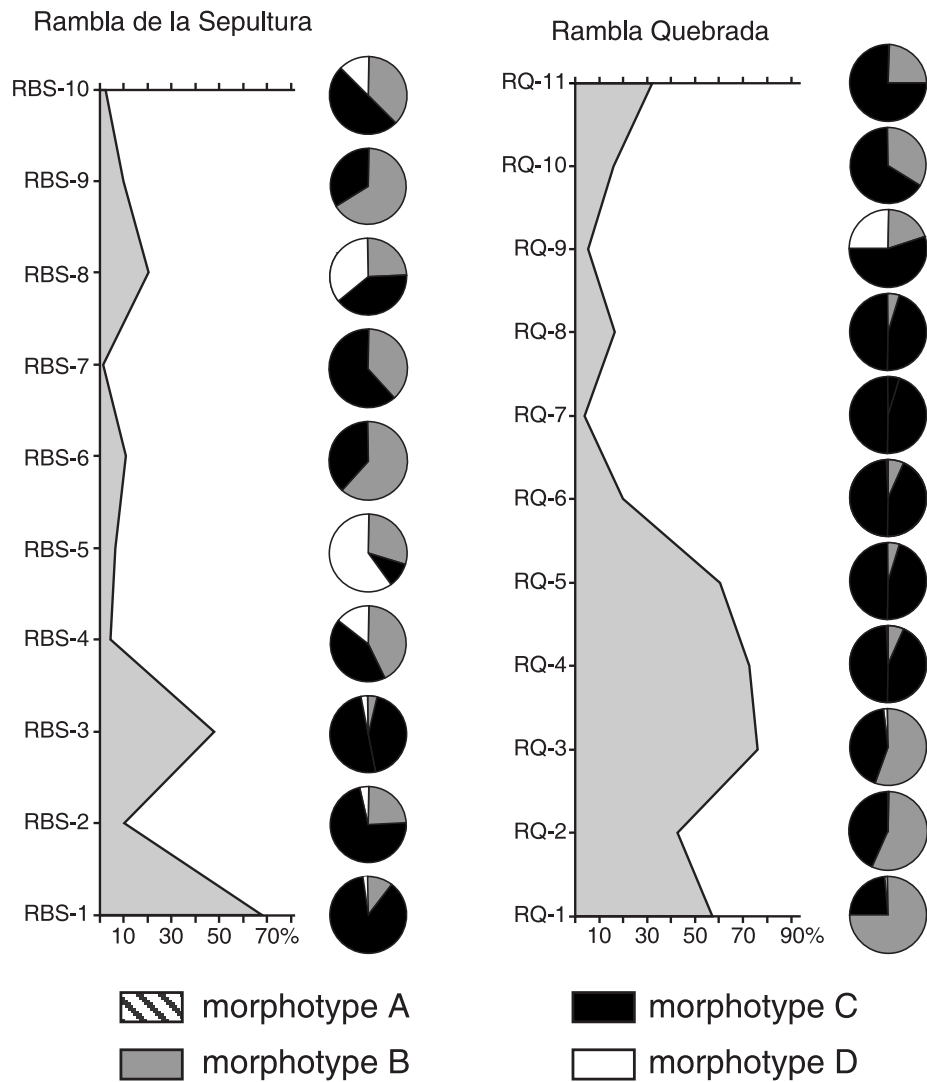 Rambla de la Sepultura
RBS-10
RBS-9
RBS-8
RBS-7
RBS-6
RBS-5
RBS-4
RBS-3
RBS-2
RBS-1
10 30 50 70%
Rambla Quebrada
RQ-11
RQ-10
RQ-9
RQ-8
RQ-7
RQ-6
RQ-5
RQ-4
RQ-3
RQ-2
RQ-1
10 30 50 70 90%
morphotype A
morphotype B
morphotype C
morphotype D